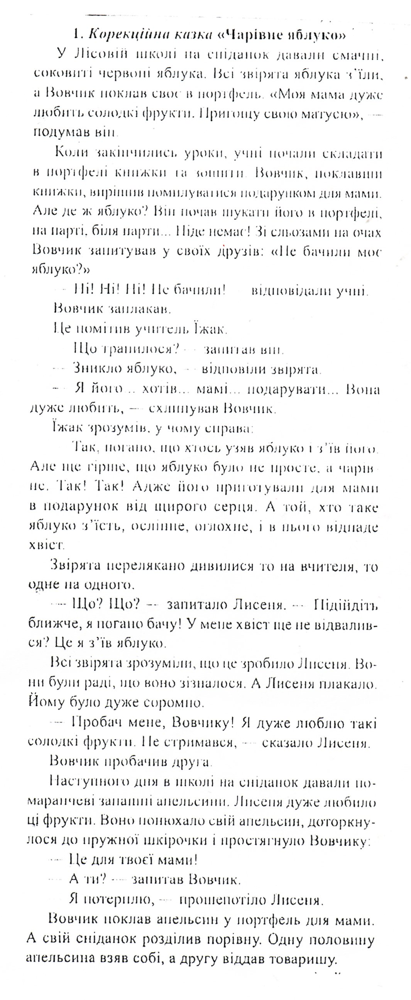 1. Корекційна казка «Чарівне яблуко»
У Лісовій школі на сніданок давали смачні,
соковиті червоні яблука. Всі звірята яблука з’їли,
а Вовчик поклав своє в портфель. «Моя мама дуже
любить солодкі фрукти. Пригощу свою матусю», —
подумав він.
Коли закінчились уроки, учні почали складати
в портфелі книжки та зошити. Вовчик, поклавши
книжки, вирішив помилуватися подарунком для мами.
Але де ж яблуко? Він почав шукати його в портфелі,
на парті, біля парти... Ніде немає! Зі сльозами на очах
Вовчик запитував у своїх друзів: «Не бачили моє
яблуко?»
— Ні! Ні! Ні! Не бачили! відповідали учні.
Вовчик заплакав.
Це помітив учитель Їжак.
Що трапилося? — запитав він.
— Зникло яблуко, — відповіли звірята.
— Я його... хотів... мамі... подарувати... Вона
дуже любить, — схлипував Вовчик.
Їжак зрозумів, у чому справа:
Так, погано, що хтось узяв яблуко і з’їв його.
Але ще гірше, що яблуко було не просте, а чарів-
не. Так! Так! Адже його приготували для мами
в подарунок від щирого серця. А той, хто таке
яблуко з’їсть, осліпне, оглохне, і в нього відпаде
хвіст.
Звірята перелякано дивилися то на вчителя, то
одне на одного.
— Що? Що? — запитало Лисеня. — Підійдіть
ближче, я погано бачу! У мене хвіст ще не відвалив-
ся? Це я з’їв яблуко.
Всі звірята зрозуміли, що це зробило Лисеня. Во-
ни були раді, що воно зізналося. А Лисеня плакало.
Йому було дуже соромно.
— Пробач мене, Вовчику! Я дуже люблю такі
солодкі фрукти. Не стримався, — сказало Лисеня.
Вовчик пробачив друга.
Наступного дня в школі на сніданок давали по-
маранчеві запашні апельсини. Лисеня дуже любило
ці фрукти. Воно понюхало свій апельсин, доторкну-
лося до пружної шкірочки і простягнуло Вовчику:
— Це для твоєї мами!
— А ти? — запитав Вовчик.
Я потерплю, — прошепотіло Лисеня.
Вовчик поклав апельсин у портфель для мами.
А свій сніданок розділив порівну. Одну половину
апельсина взяв собі, а другу віддав товаришу.